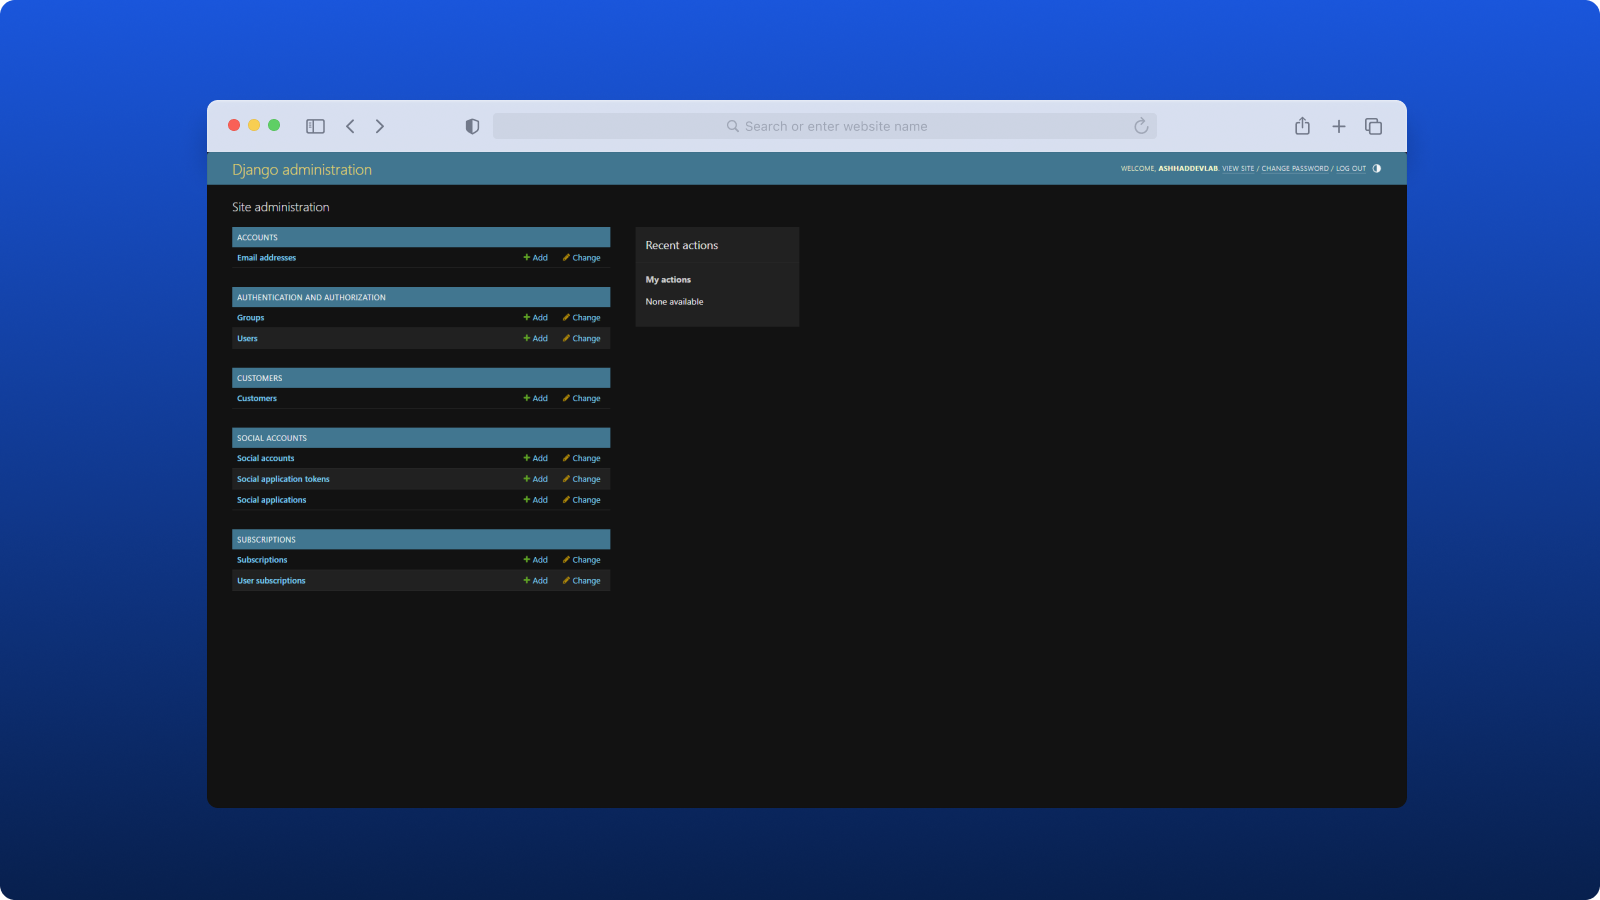 Search or enter website name
Django administration
WELCOME, ASHHADDEVLAB. VIEW SITE / CHANGE PASSWORD / LOG OUT
Site administration
ACCOUNTS
Email addresses Add Change
AUTHENTICATION AND AUTHORIZATION
Groups Add Change
Users Add Change
CUSTOMERS
Customers Add Change
SOCIAL ACCOUNTS
Social accounts Add Change
Social application tokens Add Change
Social applications Add Change
SUBSCRIPTIONS
Subscriptions Add Change
User subscriptions Add Change
Recent actions
My actions
None available